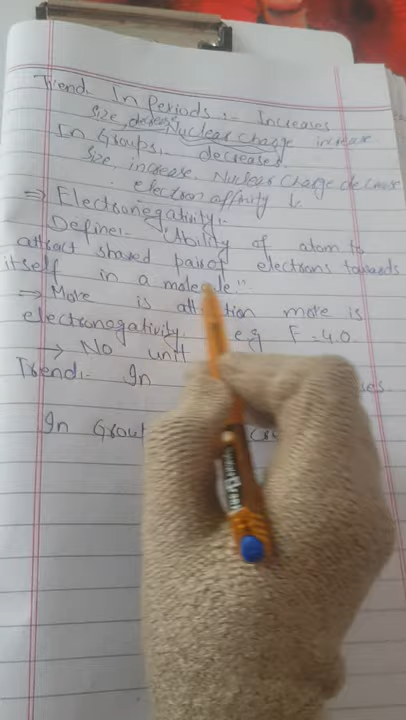 Trend In Periods :- Increases
Size decreases Nuclear Charge increase
In Groups:- decreases
Size increase. Nuclear Charge decrease
electron affinity
⇒ Electronegativity:-
Define:- "Ability of atom to
attract shared pair of electrons towards
itself in a molecule".
⇒ More is attraction more is
electronegativity e.g F = 4.0
→ No unit
Trend:- In
In